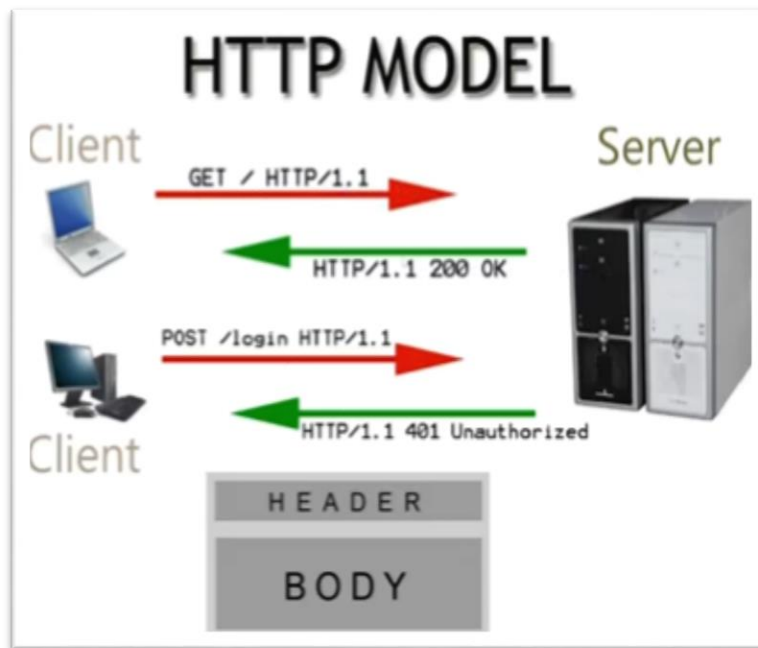 HTTP MODEL
Client
Server
GET / HTTP/1.1
HTTP/1.1 200 OK
POST /login HTTP/1.1
HTTP/1.1 401 Unauthorized
Client
HEADER
BODY